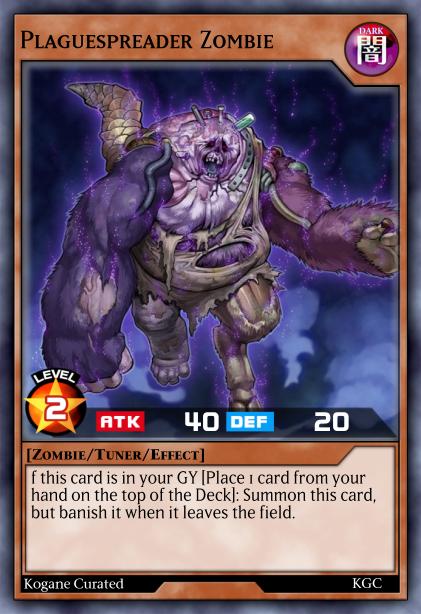 Plaguespreader Zombie
DARK
闇
LEVEL
2
ATK 40 DEF 20
[Zombie/Tuner/Effect]
f this card is in your GY [Place 1 card from your
hand on the top of the Deck]: Summon this card,
but banish it when it leaves the field.
Kogane Curated KGC